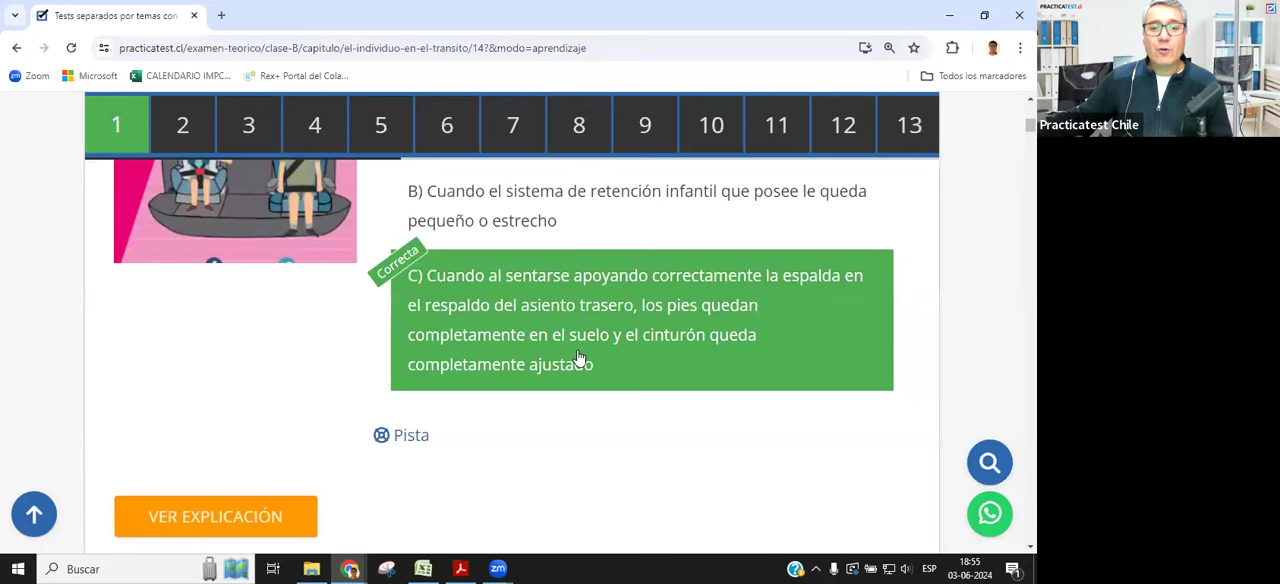 Tests separados por temas con
practicatest.cl/examen-teorico/clase-B/capitulo/el-individuo-en-el-transito/14?&modo=aprendizaje
Zoom
Microsoft
CALENDARIO IMPC...
Rex+ Portal del Cola...
Todos los marcadores
PRACTICATEST.cl
Practicatest Chile
1 2 3 4 5 6 7 8 9 10 11 12 13
B) Cuando el sistema de retención infantil que posee le queda
pequeño o estrecho
Correcta
C) Cuando al sentarse apoyando correctamente la espalda en
el respaldo del asiento trasero, los pies quedan
completamente en el suelo y el cinturón queda
completamente ajustado
Pista
VER EXPLICACIÓN
Buscar
ESP
18:55
03-06-2024
1